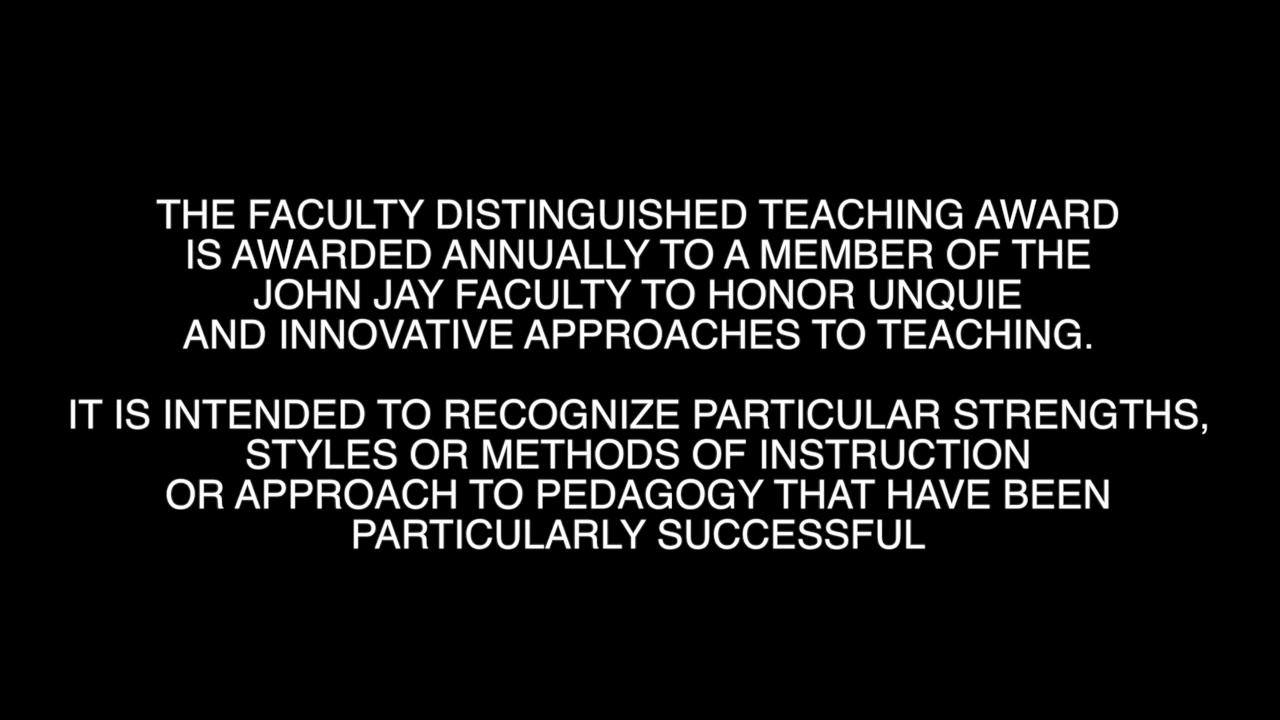 THE FACULTY DISTINGUISHED TEACHING AWARD
IS AWARDED ANNUALLY TO A MEMBER OF THE
JOHN JAY FACULTY TO HONOR UNQUIE
AND INNOVATIVE APPROACHES TO TEACHING.
IT IS INTENDED TO RECOGNIZE PARTICULAR STRENGTHS,
STYLES OR METHODS OF INSTRUCTION
OR APPROACH TO PEDAGOGY THAT HAVE BEEN
PARTICULARLY SUCCESSFUL